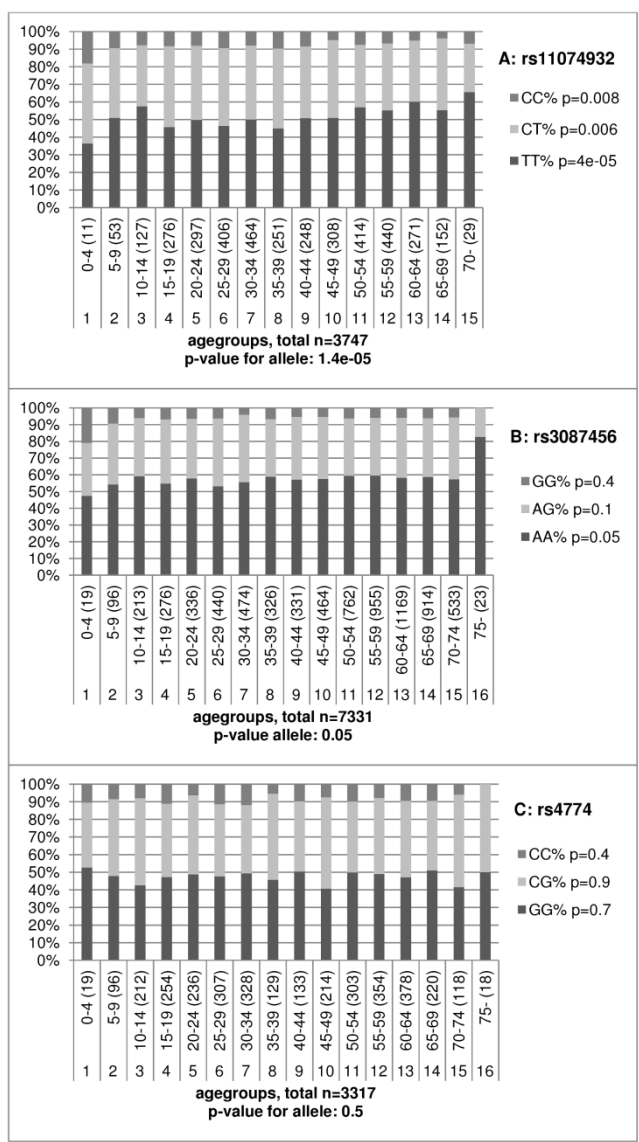 100%
90%
80%
70%
60%
50%
40%
30%
20%
10%
0%
A: rs11074932
CC% p=0.008
CT% p=0.006
TT% p=4e-05
0-4 (11) 5-9 (53) 10-14 (127) 15-19 (276) 20-24 (297) 25-29 (406) 30-34 (464) 35-39 (251) 40-44 (248) 45-49 (308) 50-54 (414) 55-59 (440) 60-64 (271) 65-69 (152) 70- (29)
1 2 3 4 5 6 7 8 9 10 11 12 13 14 15
agegroups, total n=3747
p-value for allele: 1.4e-05
100%
90%
80%
70%
60%
50%
40%
30%
20%
10%
0%
B: rs3087456
GG% p=0.4
AG% p=0.1
AA% p=0.05
0-4 (19) 5-9 (96) 10-14 (213) 15-19 (276) 20-24 (336) 25-29 (440) 30-34 (474) 35-39 (326) 40-44 (331) 45-49 (464) 50-54 (762) 55-59 (955) 60-64 (1169) 65-69 (914) 70-74 (533) 75- (23)
1 2 3 4 5 6 7 8 9 10 11 12 13 14 15 16
agegroups, total n=7331
p-value allele: 0.05
100%
90%
80%
70%
60%
50%
40%
30%
20%
10%
0%
C: rs4774
CC% p=0.4
CG% p=0.9
GG% p=0.7
0-4 (19) 5-9 (96) 10-14 (212) 15-19 (254) 20-24 (236) 25-29 (307) 30-34 (328) 35-39 (129) 40-44 (133) 45-49 (214) 50-54 (303) 55-59 (354) 60-64 (378) 65-69 (220) 70-74 (118) 75- (18)
1 2 3 4 5 6 7 8 9 10 11 12 13 14 15 16
agegroups, total n=3317
p-value for allele: 0.5